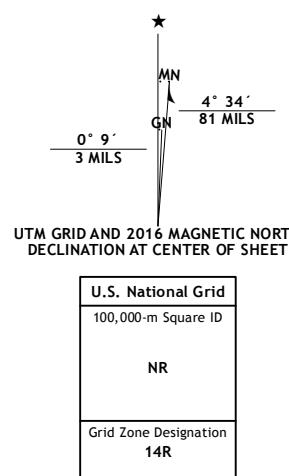 MN
GN
4° 34´
81 MILS
0° 9´
3 MILS
UTM GRID AND 2016 MAGNETIC NORT
DECLINATION AT CENTER OF SHEET
U.S. National Grid
100,000-m Square ID
NR
Grid Zone Designation
14R